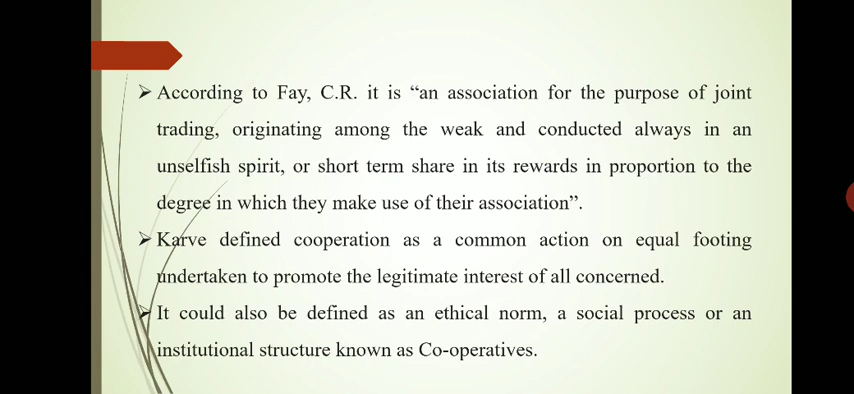 ➢ According to Fay, C.R. it is “an association for the purpose of joint
trading, originating among the weak and conducted always in an
unselfish spirit, or short term share in its rewards in proportion to the
degree in which they make use of their association”.
➢ Karve defined cooperation as a common action on equal footing
undertaken to promote the legitimate interest of all concerned.
➢ It could also be defined as an ethical norm, a social process or an
institutional structure known as Co-operatives.